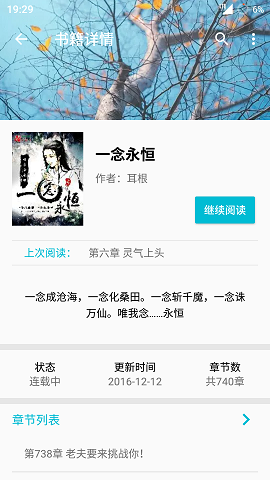 19:29
6%
书籍详情
一念永恒
作者：耳根
继续阅读
上次阅读：
第六章 灵气上头
一念成沧海，一念化桑田。一念斩千魔，一念诛
万仙。唯我念……永恒
状态
更新时间
章节数
连载中
2016-12-12
共740章
章节列表
第738章 老夫要来挑战你！